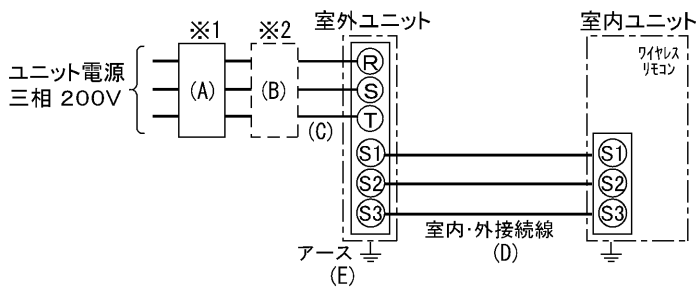 ※1
※2
室外ユニット
室内ユニット
ユニット電源
三相 200V
(A)
(B)
(C)
R
S
T
S1
S2
S3
ワイヤレス
リモコン
S1
S2
S3
室内・外接続線
(D)
アース
(E)